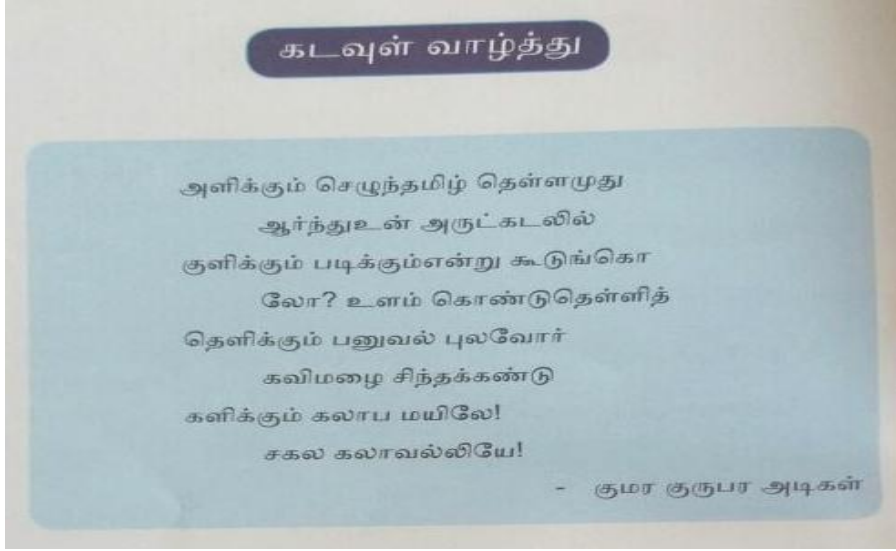 கடவுள் வாழ்த்து
அளிக்கும் செழுந்தமிழ் தெள்ளமுது
ஆர்ந்துஉன் அருட்கடலில்
குளிக்கும் படிக்கும்என்று கூடுங்கொ
லோ? உளம் கொண்டுதெள்ளித்
தெளிக்கும் பனுவல் புலவோர்
கவிமழை சிந்தக்கண்டு
களிக்கும் கலாப மயிலே!
சகல கலாவல்லியே!
- குமர குருபர அடிகள்